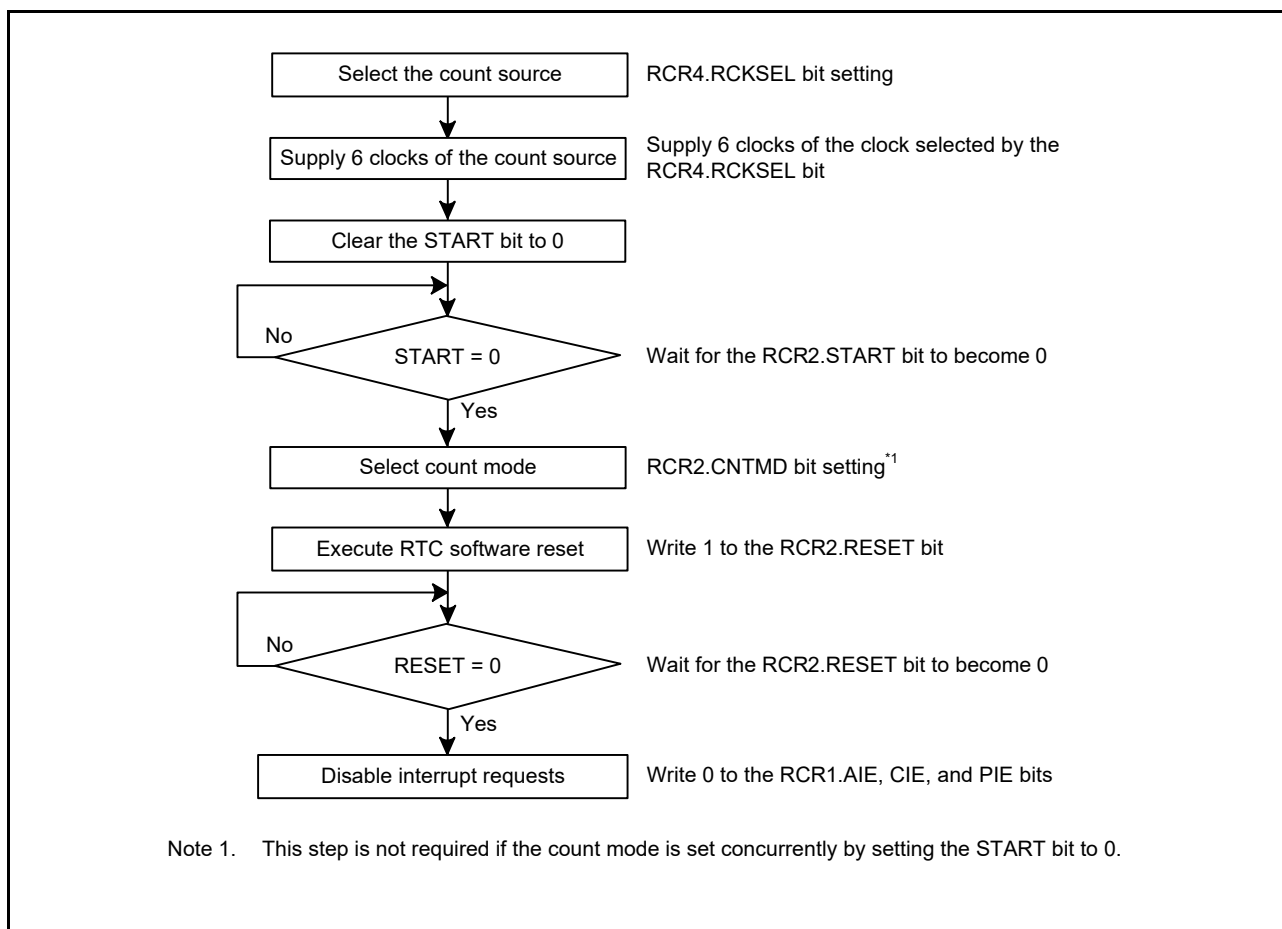 Select the count source
RCR4.RCKSEL bit setting
Supply 6 clocks of the count source
Supply 6 clocks of the clock selected by the
RCR4.RCKSEL bit
Clear the START bit to 0
No
START = 0
Wait for the RCR2.START bit to become 0
Yes
Select count mode
RCR2.CNTMD bit setting*1
Execute RTC software reset
Write 1 to the RCR2.RESET bit
No
RESET = 0
Wait for the RCR2.RESET bit to become 0
Yes
Disable interrupt requests
Write 0 to the RCR1.AIE, CIE, and PIE bits
Note 1. This step is not required if the count mode is set concurrently by setting the START bit to 0.